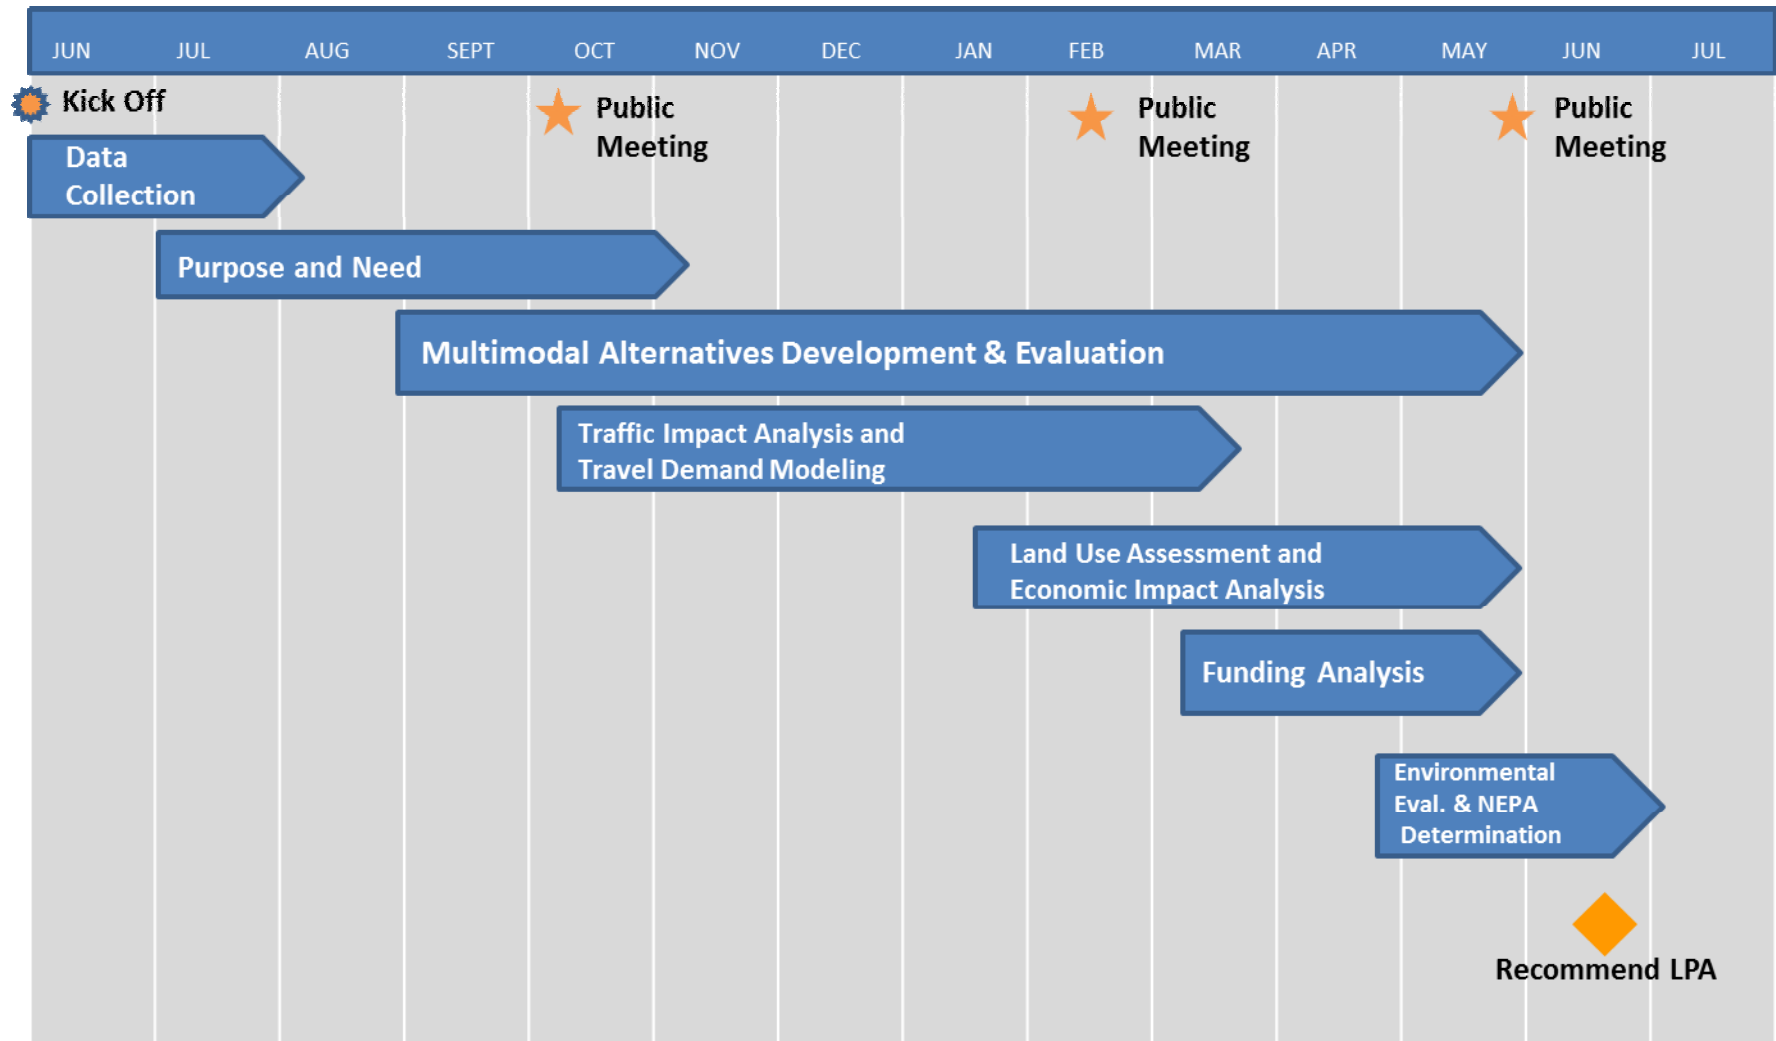 JUN JUL AUG SEPT OCT NOV DEC JAN FEB MAR APR MAY JUN JUL
Kick Off
Public
Meeting
Public
Meeting
Public
Meeting
Data
Collection
Purpose and Need
Multimodal Alternatives Development & Evaluation
Traffic Impact Analysis and
Travel Demand Modeling
Land Use Assessment and
Economic Impact Analysis
Funding Analysis
Environmental
Eval. & NEPA
Determination
Recommend LPA